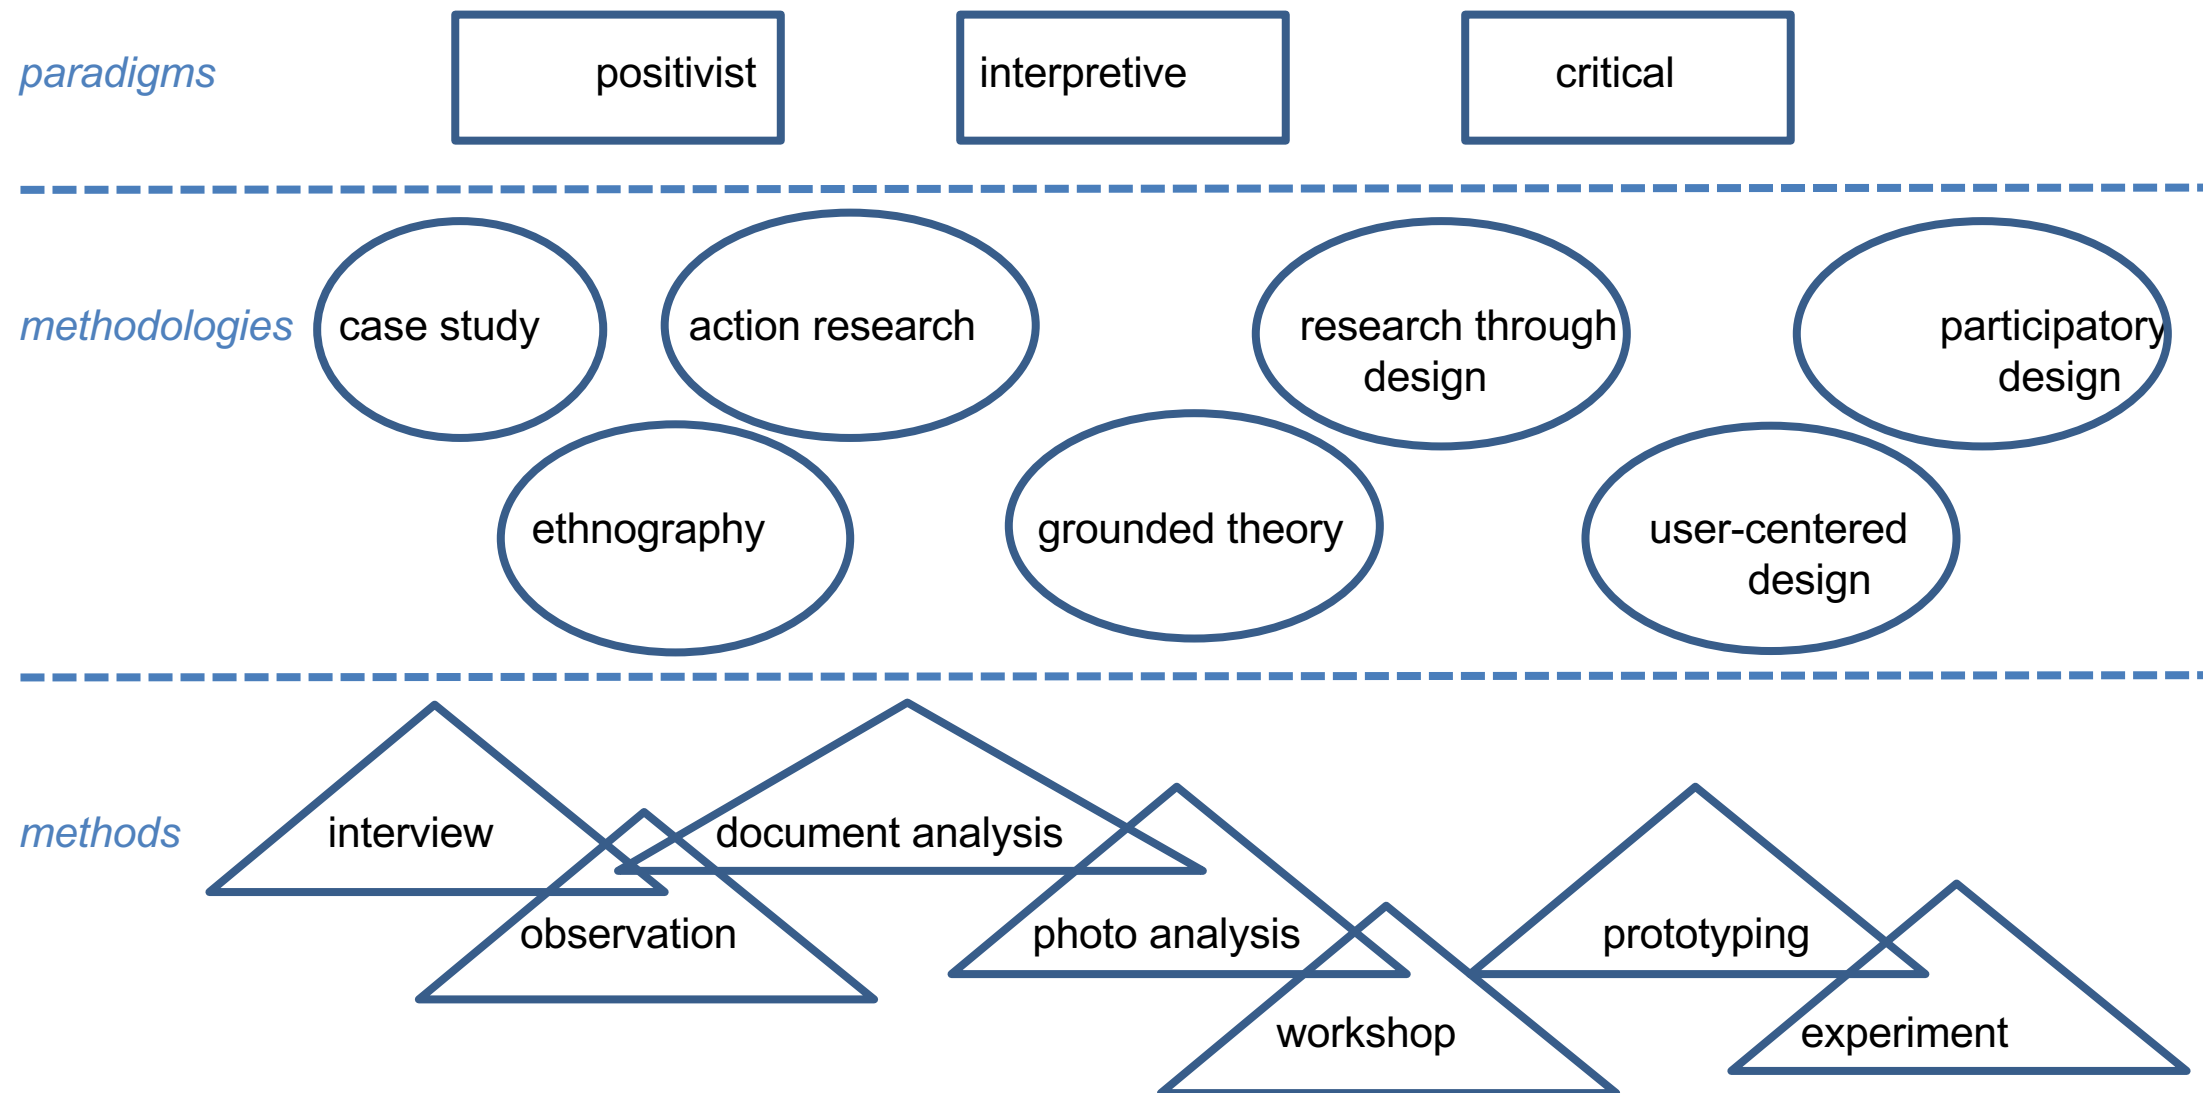 paradigms
positivist
interpretive
critical
methodologies
case study
action research
research through
design
participatory
design
ethnography
grounded theory
user-centered
design
methods
interview
document analysis
observation
photo analysis
prototyping
workshop
experiment